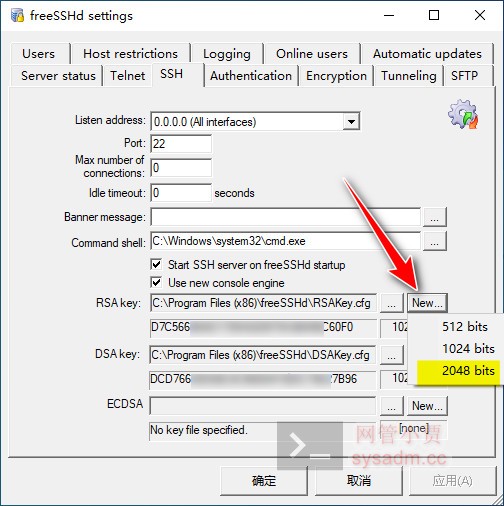 freeSSHd settings
Users Host restrictions Logging Online users Automatic updates
Server status Telnet SSH Authentication Encryption Tunneling SFTP
Listen address: 0.0.0.0 (All interfaces)
Port: 22
Max number of
connections: 0
Idle timeout: 0 seconds
Banner message: ...
Command shell: C:\Windows\system32\cmd.exe ...
Start SSH server on freeSSHd startup
Use new console engine
RSA key: C:\Program Files (x86)\freeSSHd\RSAKey.cfg ... New...
D7C566 C60F0 102
512 bits
1024 bits
DSA key: C:\Program Files (x86)\freeSSHd\DSAKey.cfg ...
2048 bits
DCD766 7B96 102
ECDSA ... New...
No key file specified. [none]
网管小贾
sysadm.cc
确定 取消 应用(A)